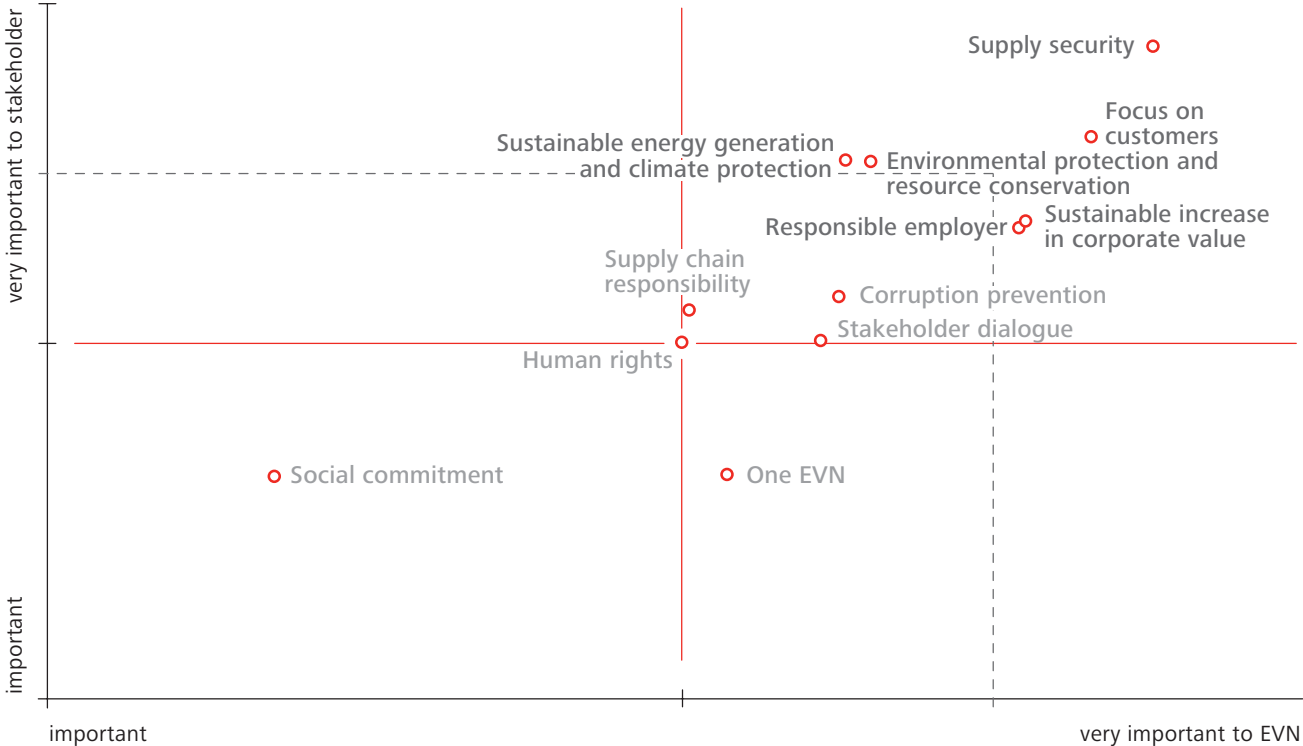 very important to stakeholder
Supply security
Focus on
customers
Sustainable energy generation
and climate protection
Environmental protection and
resource conservation
Responsible employer
Sustainable increase
in corporate value
Supply chain
responsibility
Corruption prevention
Stakeholder dialogue
Human rights
Social commitment
One EVN
important
important
very important to EVN